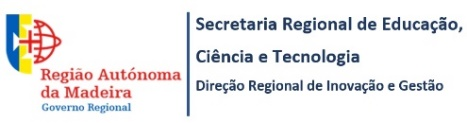 Região Autónoma
da Madeira
Governo Regional
Secretaria Regional de Educação,
Ciência e Tecnologia
Direção Regional de Inovação e Gestão